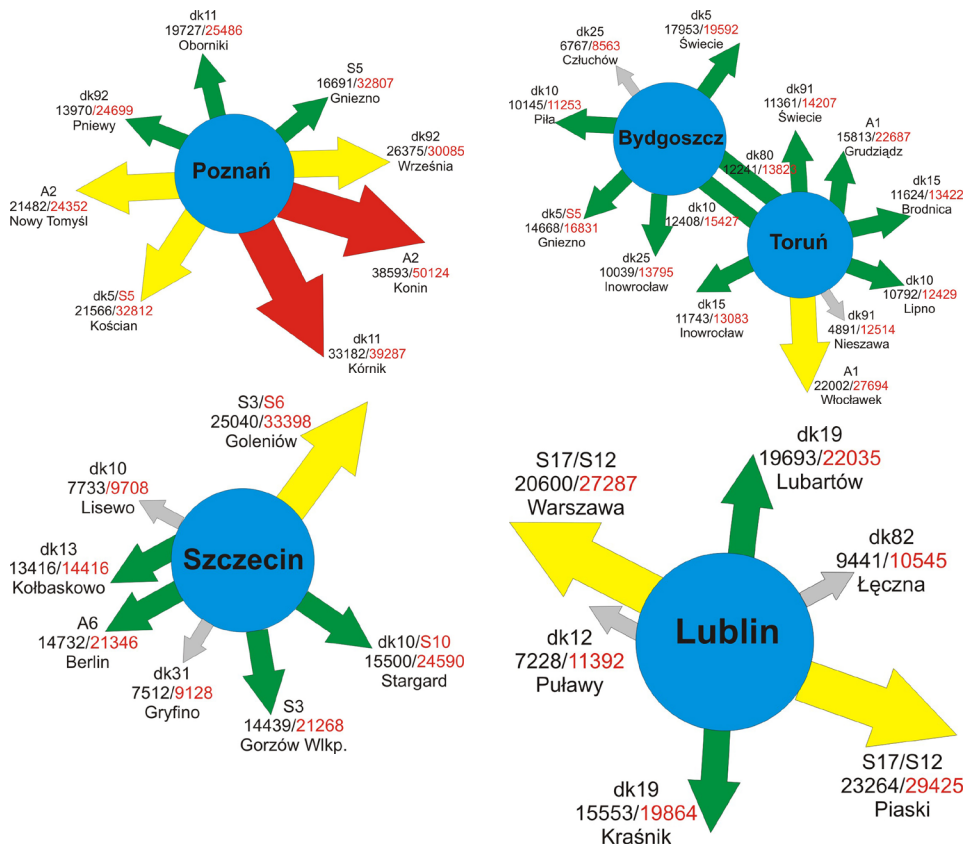 dk11
19727/25486
Oborniki
S5
16691/32807
Gniezno
dk92
13970/24699
Pniewy
dk92
26375/30085
Września
Poznań
A2
21482/24352
Nowy Tomyśl
A2
38593/50124
Konin
dk5/S5
21566/32812
Kościan
dk11
33182/39287
Kórnik
dk5
17953/19592
Świecie
dk25
6767/8563
Człuchów
dk10
10145/11253
Piła
dk91
11361/14207
Świecie
A1
15813/22687
Grudziądz
Bydgoszcz
dk80
dk15
11624/13422
Brodnica
dk5/S5
14668/16831
Gniezno
dk10
12408/15427
Toruń
dk25
10039/13795
Inowrocław
dk10
10792/12429
Lipno
dk15
11743/13083
Inowrocław
dk91
4891/12514
Nieszawa
A1
22002/27694
Włocławek
S3/S6
25040/33398
Goleniów
dk10
7733/9708
Lisewo
dk13
13416/14416
Kołbaskowo
Szczecin
A6
14732/21346
Berlin
dk31
7512/9128
Gryfino
S3
14439/21268
Gorzów Wlkp.
dk10/S10
15500/24590
Stargard
dk19
19693/22035
Lubartów
S17/S12
20600/27287
Warszawa
dk82
9441/10545
Łęczna
Lublin
dk12
7228/11392
Puławy
S17/S12
23264/29425
Piaski
dk19
15553/19864
Kraśnik